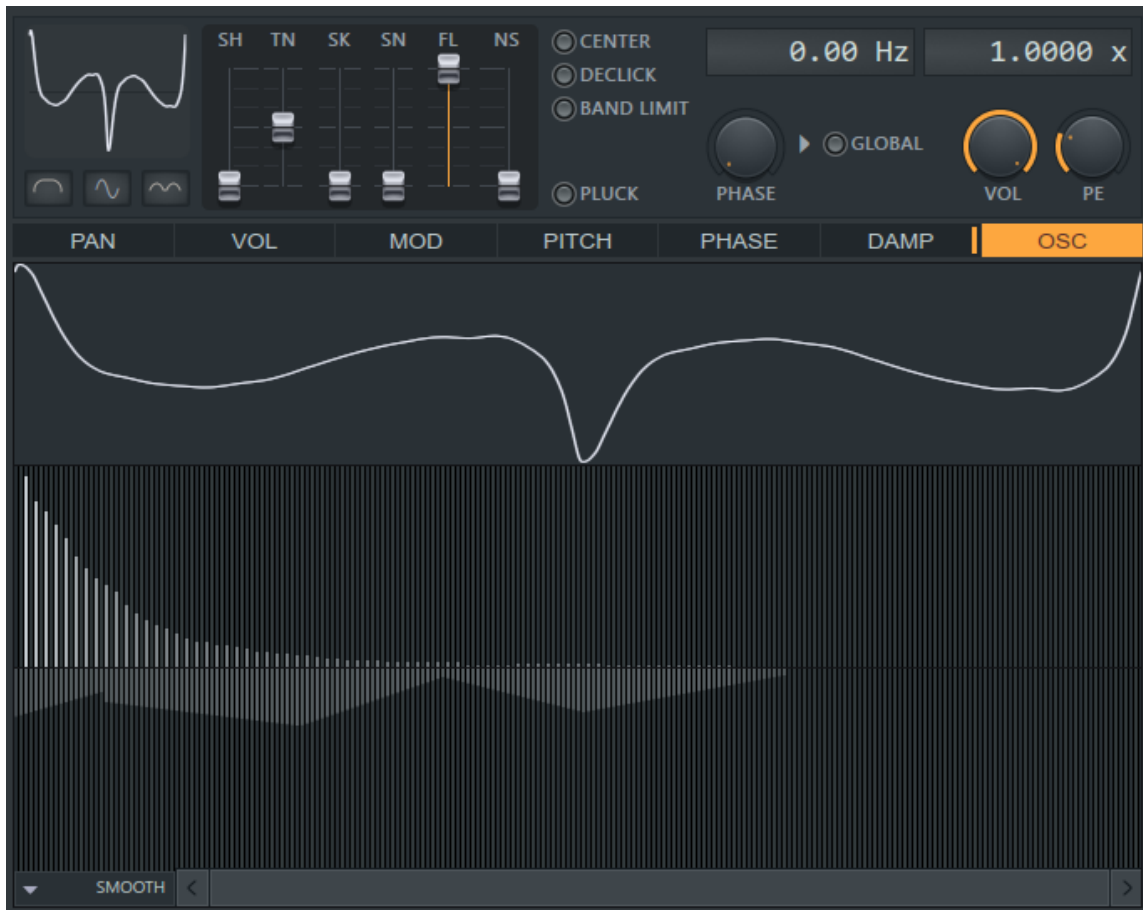 SH TN SK SN FL NS
CENTER
DECLICK
BAND LIMIT
PLUCK
0.00 Hz
1.0000 x
GLOBAL
PHASE
VOL
PE
PAN VOL MOD PITCH PHASE DAMP OSC
SMOOTH